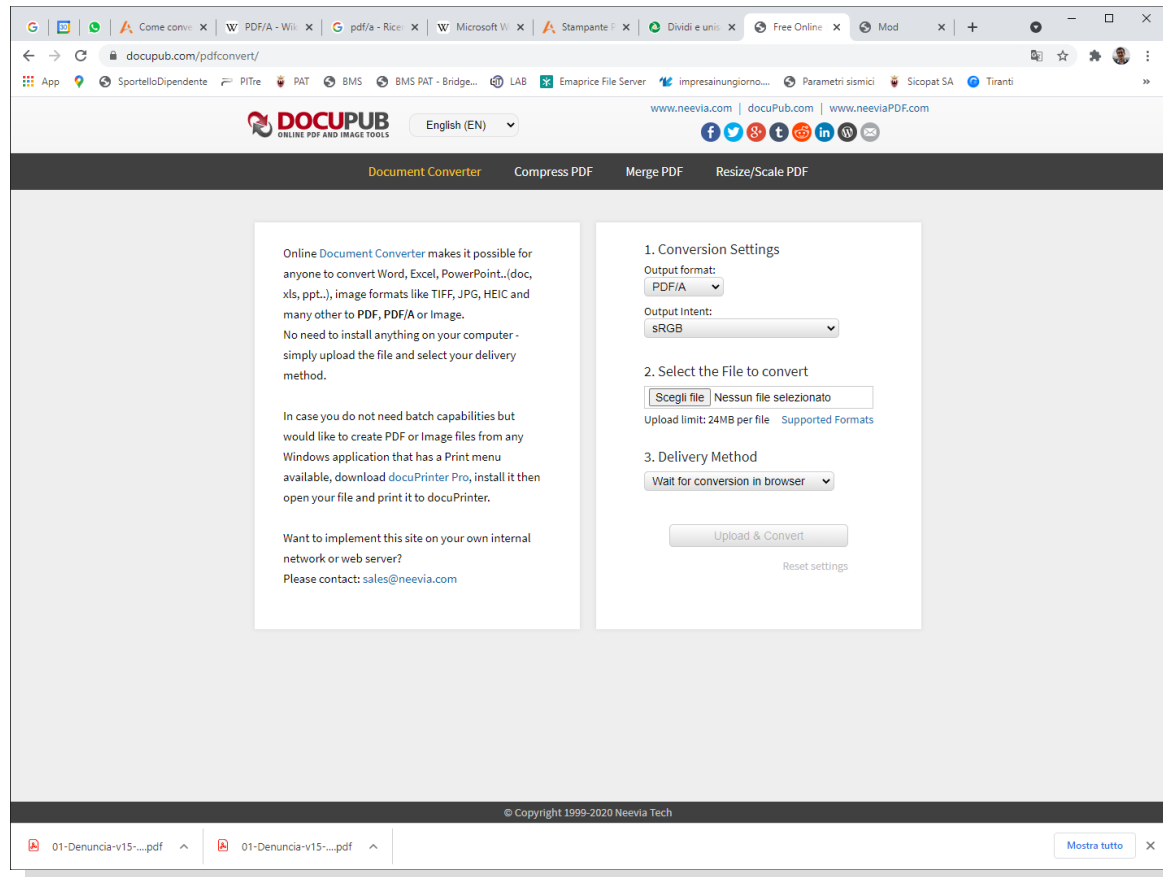 Come conve
PDF/A - Wik
pdf/a - Rice
Microsoft W
Stampante P
Dividi e unis
Free Online
Mod
docupub.com/pdfconvert/
App
SportelloDipendente
PITre
PAT
BMS
BMS PAT - Bridge...
LAB
Emaprice File Server
impresainungiorno....
Parametri sismici
Sicopat SA
Tiranti
»
DOCUPUB
ONLINE PDF AND IMAGE TOOLS
English (EN)
www.neevia.com | docuPub.com | www.neeviaPDF.com
Document Converter Compress PDF Merge PDF Resize/Scale PDF
Online Document Converter makes it possible for
anyone to convert Word, Excel, PowerPoint..(doc,
xls, ppt..), image formats like TIFF, JPG, HEIC and
many other to PDF, PDF/A or Image.
No need to install anything on your computer -
simply upload the file and select your delivery
method.
In case you do not need batch capabilities but
would like to create PDF or Image files from any
Windows application that has a Print menu
available, download docuPrinter Pro, install it then
open your file and print it to docuPrinter.
Want to implement this site on your own internal
network or web server?
Please contact: sales@neevia.com
1. Conversion Settings
Output format:
PDF/A
Output Intent:
sRGB
2. Select the File to convert
Scegli file Nessun file selezionato
Upload limit: 24MB per file Supported Formats
3. Delivery Method
Wait for conversion in browser
Upload & Convert
Reset settings
© Copyright 1999-2020 Neevia Tech
01-Denuncia-v15-....pdf
01-Denuncia-v15-....pdf
Mostra tutto